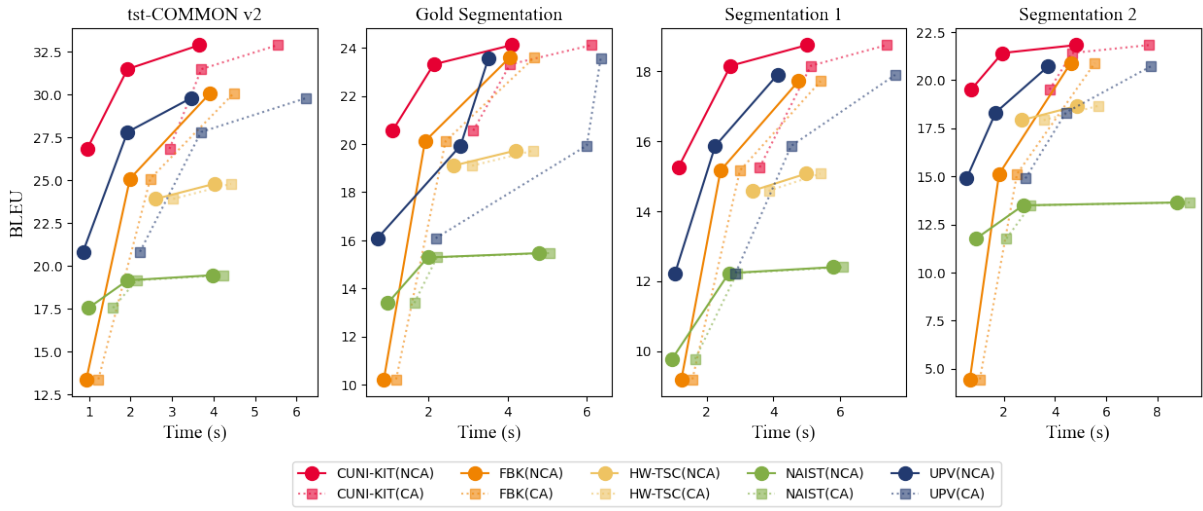 tst-COMMON v2
Gold Segmentation
Segmentation 1
Segmentation 2
BLEU
32.5
30.0
27.5
25.0
22.5
20.0
17.5
15.0
12.5
1 2 3 4 5 6
Time (s)
24
22
20
18
16
14
12
10
2 4 6
Time (s)
18
16
14
12
10
2 4 6
Time (s)
22.5
20.0
17.5
15.0
12.5
10.0
7.5
5.0
2 4 6 8
Time (s)
CUNI-KIT(NCA) FBK(NCA) HW-TSC(NCA) NAIST(NCA) UPV(NCA)
CUNI-KIT(CA) FBK(CA) HW-TSC(CA) NAIST(CA) UPV(CA)